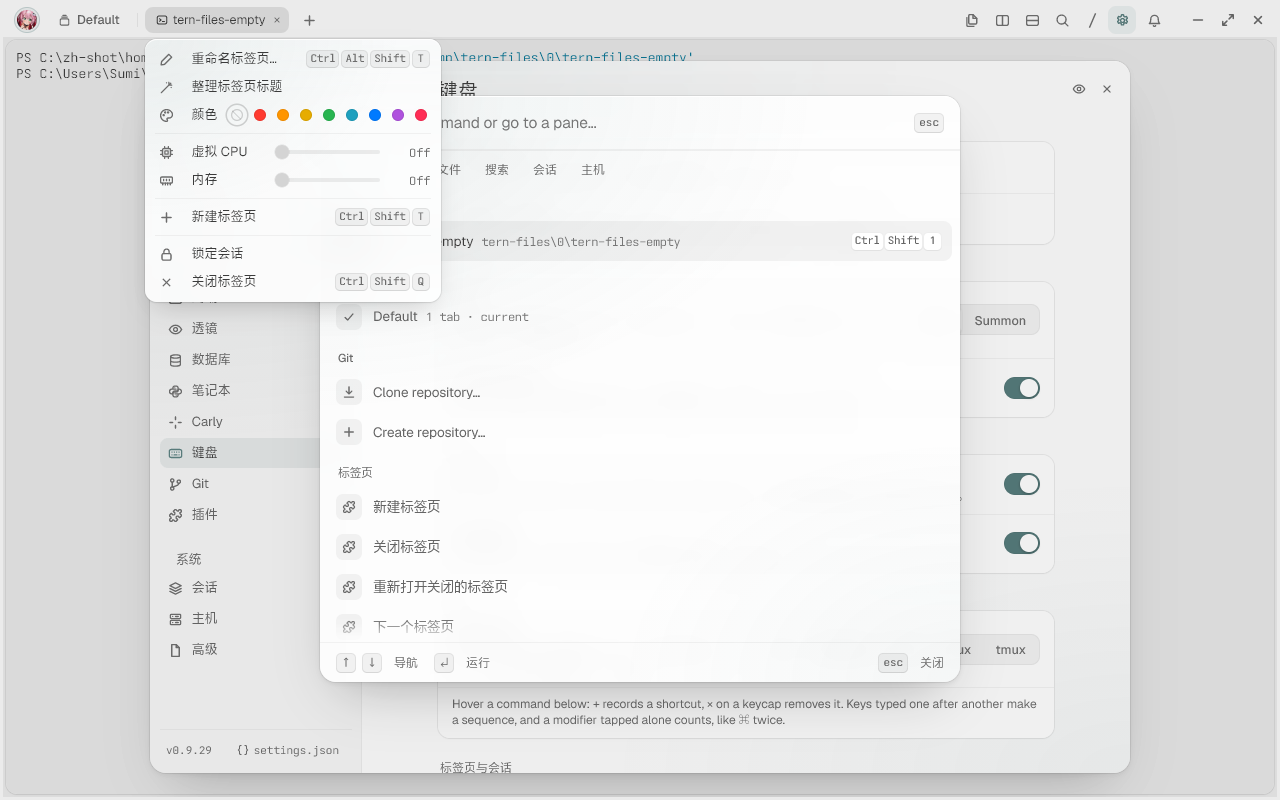 Default
tern-files-empty
PS C:\zh-shot\hom
mp\tern-files\0\tern-files-empty'
PS C:\Users\Sumi\
重命名标签页… Ctrl Alt Shift T
整理标签页标题
颜色
虚拟 CPU Off
内存 Off
新建标签页 Ctrl Shift T
锁定会话
关闭标签页 Ctrl Shift Q
键盘
mand or go to a pane… esc
文件 搜索 会话 主机
empty tern-files\0\tern-files-empty Ctrl Shift 1
Default 1 tab · current
Git
Clone repository…
Create repository…
标签页
新建标签页
关闭标签页
重新打开关闭的标签页
下一个标签页
↑ ↓ 导航 运行 esc 关闭
透镜
数据库
笔记本
Carly
键盘
Git
插件
系统
会话
主机
高级
v0.9.29 {} settings.json
Summon
ux tmux
Hover a command below: + records a shortcut, × on a keycap removes it. Keys typed one after another make
a sequence, and a modifier tapped alone counts, like ⌘ twice.
标签页与会话